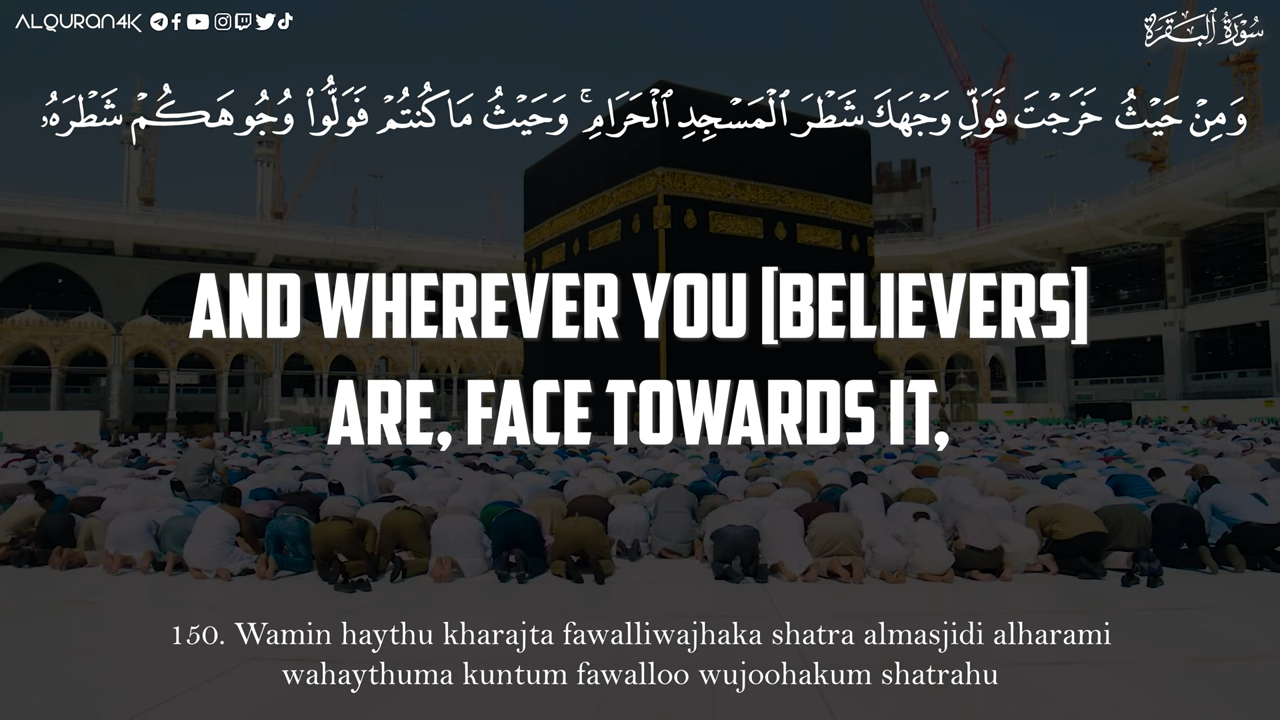 ALQURAN4K
سُورَةُ ٱلْبَقَرَةِ
وَمِنْ حَيْثُ خَرَجْتَ فَوَلِّ وَجْهَكَ شَطْرَ ٱلْمَسْجِدِ ٱلْحَرَامِ ۚ وَحَيْثُ مَا كُنتُمْ فَوَلُّوا۟ وُجُوهَكُمْ شَطْرَهُۥ
AND WHEREVER YOU [BELIEVERS]
ARE, FACE TOWARDS IT,
150. Wamin haythu kharajta fawalliwajhaka shatra almasjidi alharami
wahaythuma kuntum fawalloo wujoohakum shatrahu